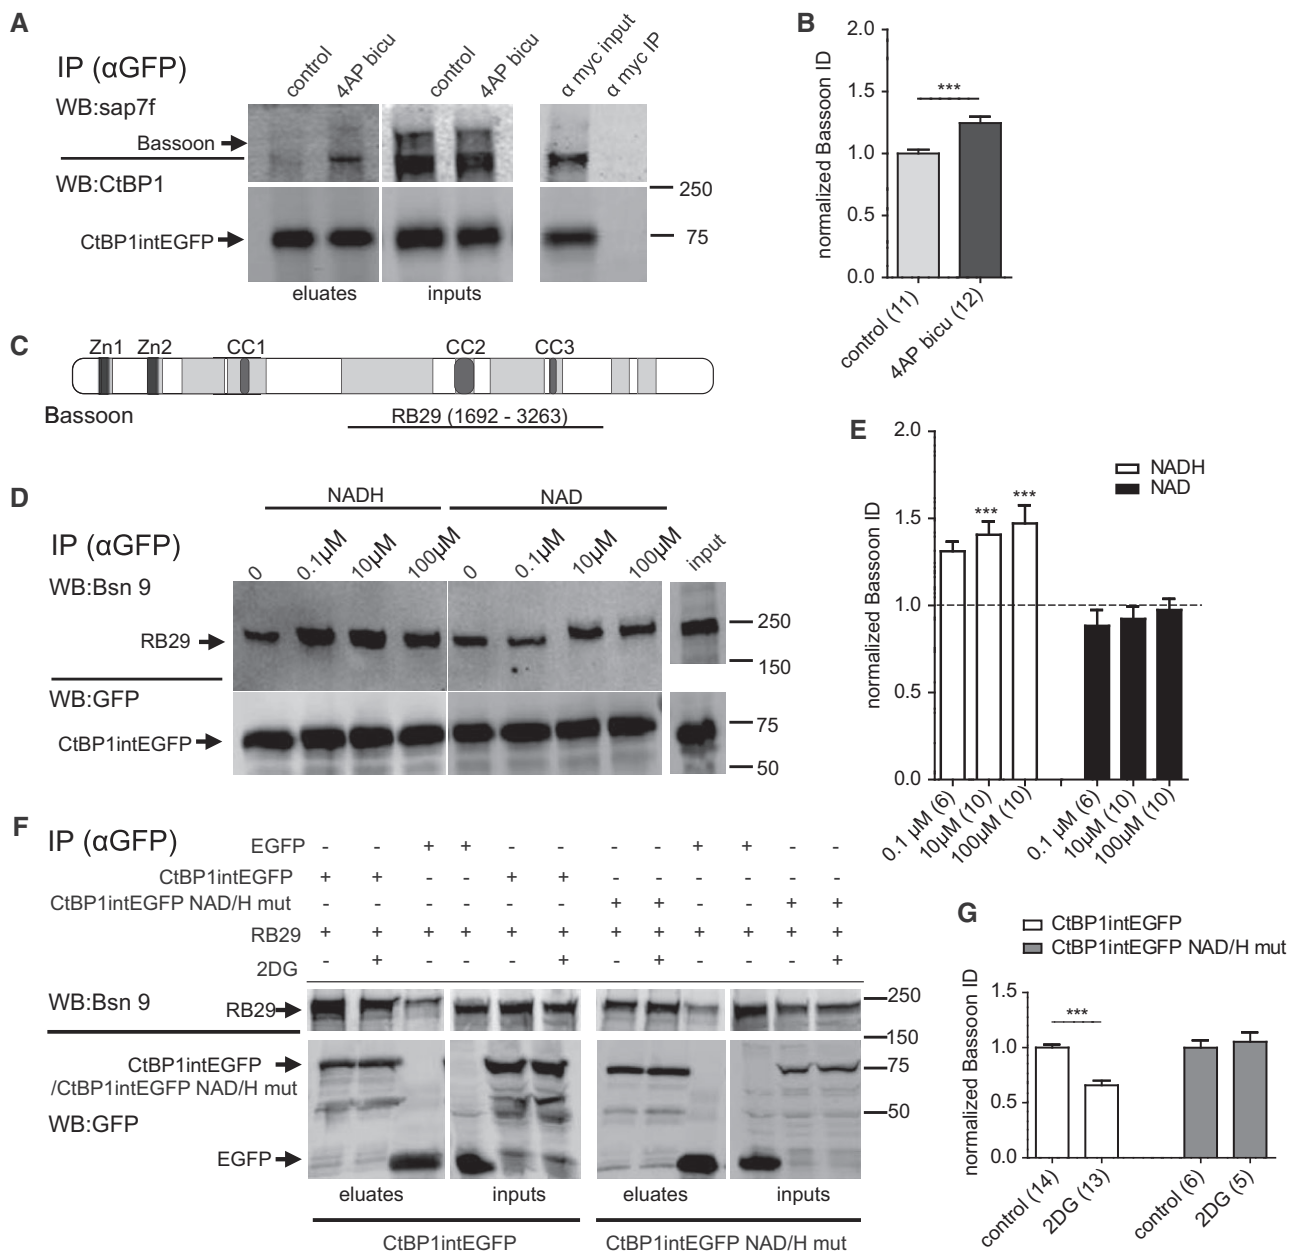 A
IP (αGFP)
control
4AP bicu
control
4AP bicu
α myc input
α myc IP
WB:sap7f
Bassoon
WB:CtBP1
CtBP1intEGFP
250
75
eluates
inputs
B
normalized Bassoon ID
2.0
1.5
1.0
0.5
0.0
***
control (11)
4AP bicu (12)
C
Zn1
Zn2
CC1
CC2
CC3
Bassoon
RB29 (1692 - 3263)
D
NADH
NAD
IP (αGFP)
0
0.1µM
10µM
100µM
0
0.1µM
10µM
100µM
input
WB:Bsn 9
RB29
250
150
WB:GFP
CtBP1intEGFP
75
50
E
normalized Bassoon ID
2.0
1.5
1.0
0.5
0.0
NADH
NAD
***
***
0.1 µM (6)
10µM (10)
100µM (10)
0.1 µM (6)
10µM (10)
100µM (10)
F
IP (αGFP)
EGFP - - + + - - - - + + - -
CtBP1intEGFP + + - - + + - - - - - -
CtBP1intEGFP NAD/H mut - - - - - - + + - - + +
RB29 + + + + + + + + + + + +
2DG + + + +
WB:Bsn 9
RB29
250
150
CtBP1intEGFP
/CtBP1intEGFP NAD/H mut
75
WB:GFP
50
EGFP
eluates
inputs
eluates
inputs
CtBP1intEGFP
CtBP1intEGFP NAD/H mut
G
CtBP1intEGFP
CtBP1intEGFP NAD/H mut
normalized Bassoon ID
1.5
1.0
0.5
0.0
***
control (14)
2DG (13)
control (6)
2DG (5)